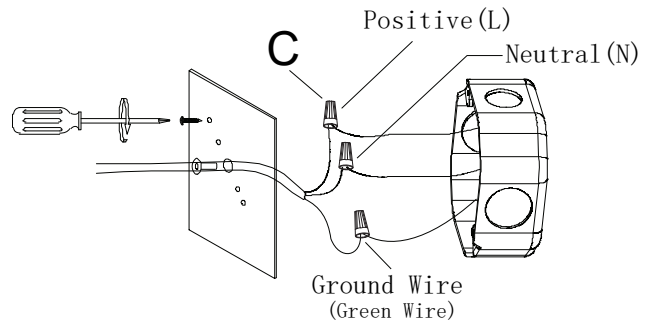 Positive(L)
C
Neutral(N)
Ground Wire
(Green Wire)